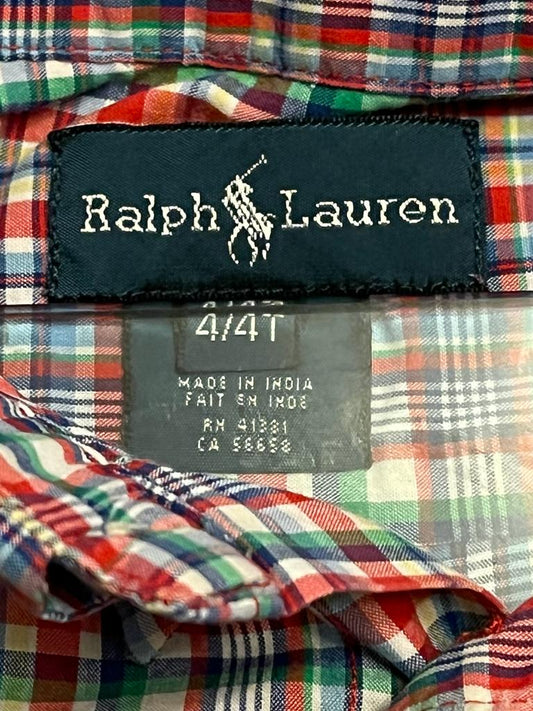 Ralph Lauren
4/4T
MADE IN INDIA
FAIT EN INDE
RN 41381
CA 56658